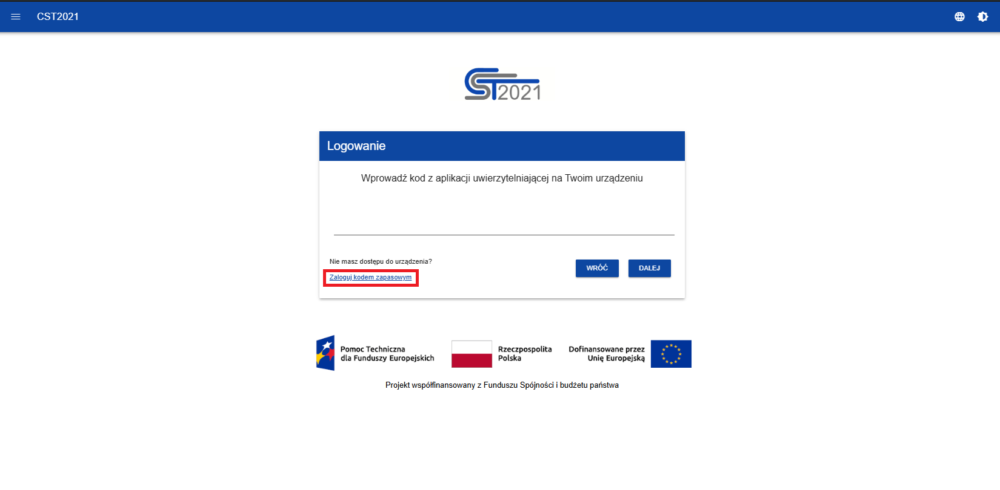 CST2021
CST2021
Logowanie
Wprowadź kod z aplikacji uwierzytelniającej na Twoim urządzeniu
Nie masz dostępu do urządzenia?
Zaloguj kodem zapasowym
WRÓĆ
DALEJ
Pomoc Techniczna
dla Funduszy Europejskich
Rzeczpospolita
Polska
Dofinansowane przez
Unię Europejską
Projekt współfinansowany z Funduszu Spójności i budżetu państwa